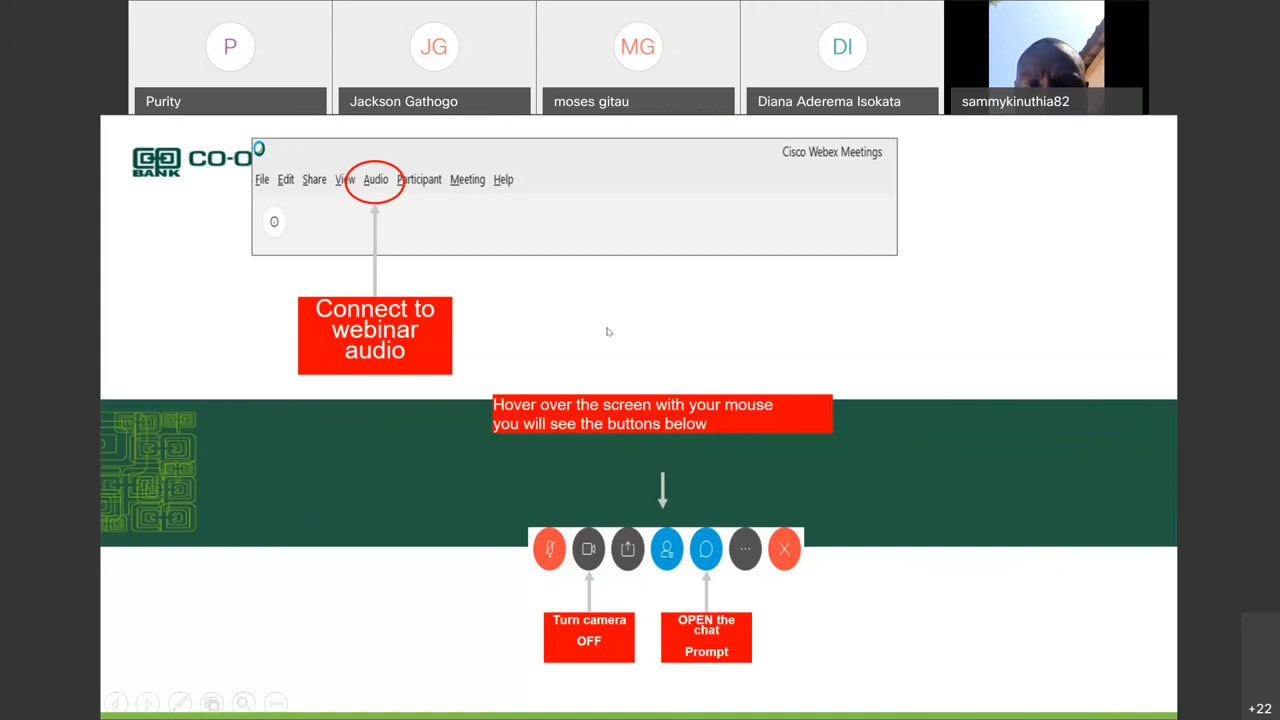 P
JG
MG
DI
Purity
Jackson Gathogo
moses gitau
Diana Aderema Isokata
sammykinuthia82
CO-O
BANK
Cisco Webex Meetings
File Edit Share View Audio Participant Meeting Help
Connect to
webinar
audio
Hover over the screen with your mouse
you will see the buttons below
Turn camera
OFF
OPEN the
chat
Prompt
+22